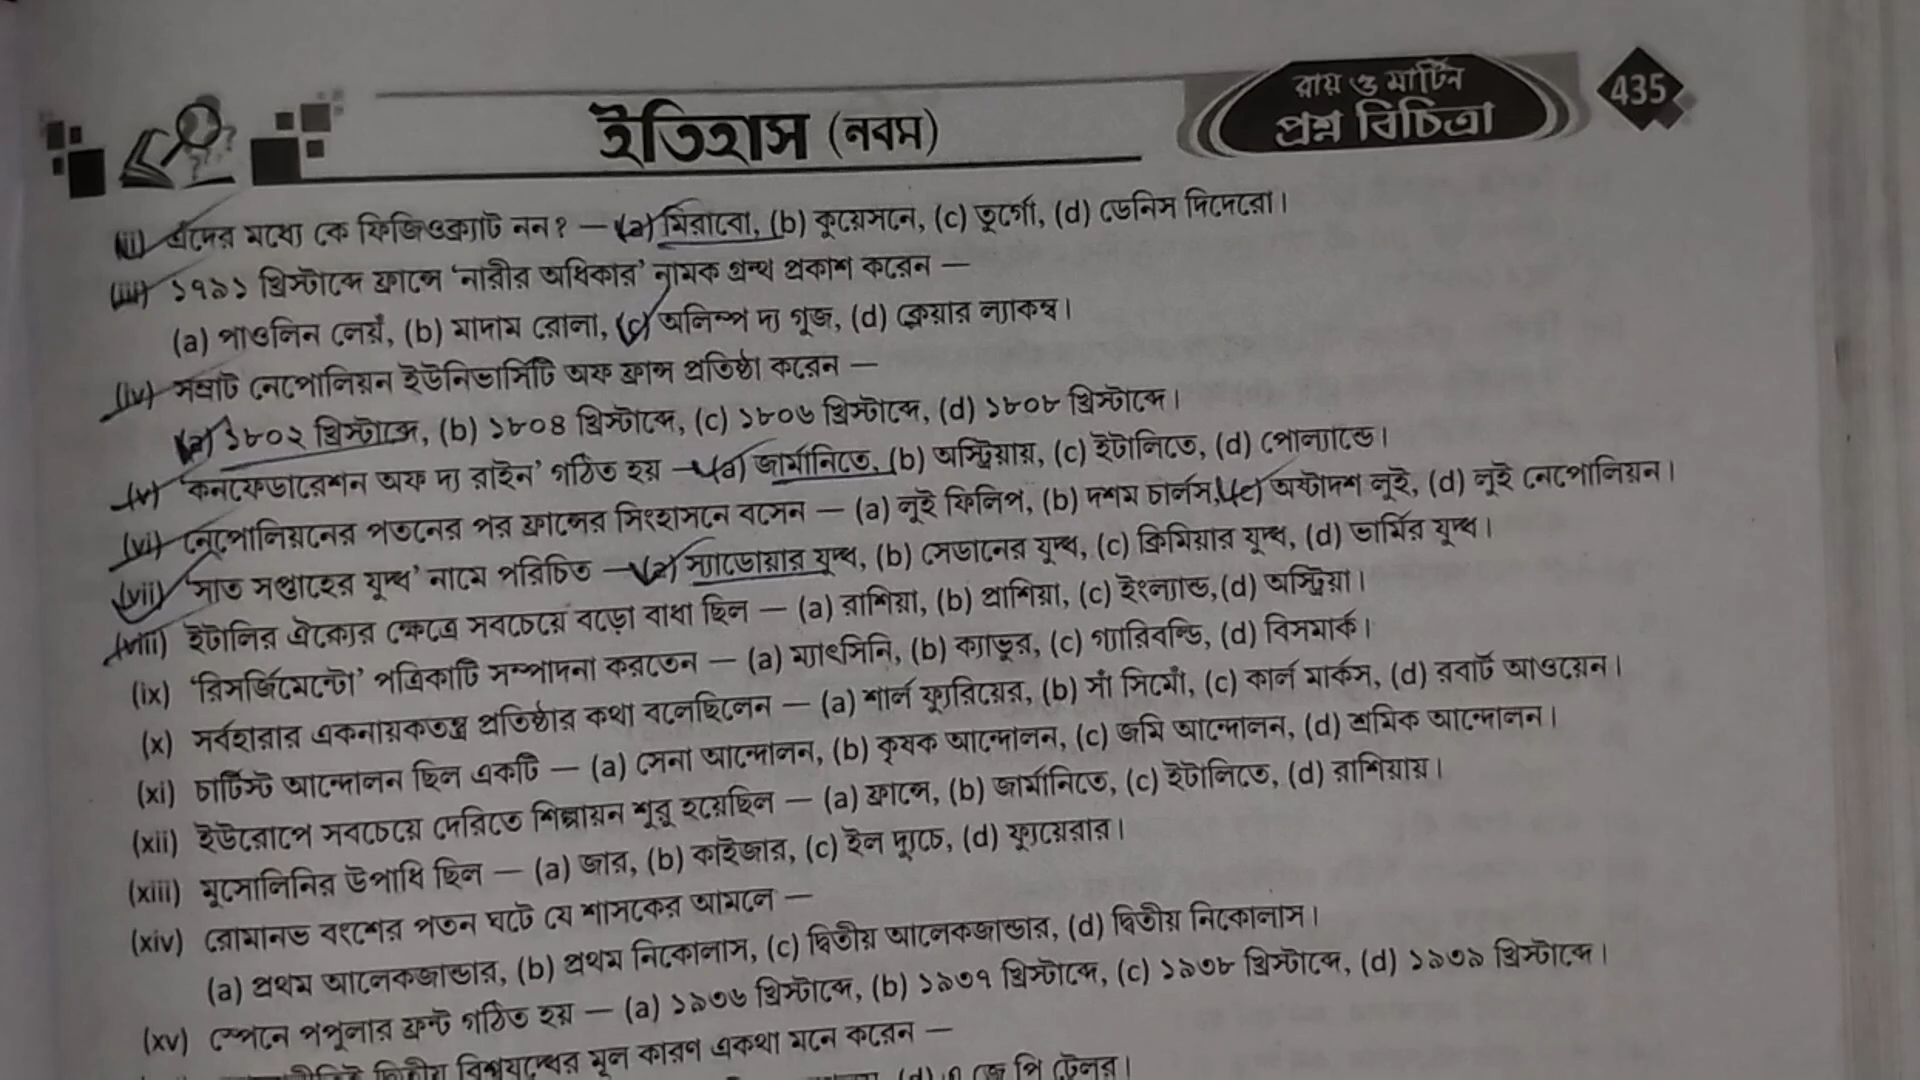 রায় ও মার্টিন
প্রশ্ন বিচিত্রা
435
ইতিহাস (নবম)
(ii) এঁদের মধ্যে কে ফিজিওক্র্যাট নন? — (a) মিরাবো, (b) কুয়েসনে, (c) তুর্গো, (d) ডেনিস দিদেরো।
(iii) ১৭৯১ খ্রিস্টাব্দে ফ্রান্সে 'নারীর অধিকার' নামক গ্রন্থ প্রকাশ করেন —
(a) পাওলিন লেয়ঁ, (b) মাদাম রোলা, (c) অলিম্প দ্য গুজ, (d) ক্লেয়ার ল্যাকম্ব।
(iv) সম্রাট নেপোলিয়ন ইউনিভার্সিটি অফ ফ্রান্স প্রতিষ্ঠা করেন —
(a) ১৮০২ খ্রিস্টাব্দে, (b) ১৮০৪ খ্রিস্টাব্দে, (c) ১৮০৬ খ্রিস্টাব্দে, (d) ১৮০৮ খ্রিস্টাব্দে।
(v) 'কনফেডারেশন অফ দ্য রাইন' গঠিত হয় — (a) জার্মানিতে, (b) অস্ট্রিয়ায়, (c) ইটালিতে, (d) পোল্যান্ডে।
(vi) নেপোলিয়নের পতনের পর ফ্রান্সের সিংহাসনে বসেন — (a) লুই ফিলিপ, (b) দশম চার্লস, (c) অষ্টাদশ লুই, (d) লুই নেপোলিয়ন।
(vii) 'সাত সপ্তাহের যুদ্ধ' নামে পরিচিত — (a) স্যাডোয়ার যুদ্ধ, (b) সেডানের যুদ্ধ, (c) ক্রিমিয়ার যুদ্ধ, (d) ভার্মির যুদ্ধ।
(viii) ইটালির ঐক্যের ক্ষেত্রে সবচেয়ে বড়ো বাধা ছিল — (a) রাশিয়া, (b) প্রাশিয়া, (c) ইংল্যান্ড, (d) অস্ট্রিয়া।
(ix) 'রিসর্জিমেন্টো' পত্রিকাটি সম্পাদনা করতেন — (a) ম্যাৎসিনি, (b) ক্যাভুর, (c) গ্যারিবল্ডি, (d) বিসমার্ক।
(x) সর্বহারার একনায়কতন্ত্র প্রতিষ্ঠার কথা বলেছিলেন — (a) শার্ল ফ্যুরিয়ের, (b) সাঁ সিমোঁ, (c) কার্ল মার্কস, (d) রবার্ট আওয়েন।
(xi) চার্টিস্ট আন্দোলন ছিল একটি — (a) সেনা আন্দোলন, (b) কৃষক আন্দোলন, (c) জমি আন্দোলন, (d) শ্রমিক আন্দোলন।
(xii) ইউরোপে সবচেয়ে দেরিতে শিল্পায়ন শুরু হয়েছিল — (a) ফ্রান্সে, (b) জার্মানিতে, (c) ইটালিতে, (d) রাশিয়ায়।
(xiii) মুসোলিনির উপাধি ছিল — (a) জার, (b) কাইজার, (c) ইল দ্যুচে, (d) ফ্যুয়েরার।
(xiv) রোমানভ বংশের পতন ঘটে যে শাসকের আমলে —
(a) প্রথম আলেকজান্ডার, (b) প্রথম নিকোলাস, (c) দ্বিতীয় আলেকজান্ডার, (d) দ্বিতীয় নিকোলাস।
(xv) স্পেনে পপুলার ফ্রন্ট গঠিত হয় — (a) ১৯৩৬ খ্রিস্টাব্দে, (b) ১৯৩৭ খ্রিস্টাব্দে, (c) ১৯৩৮ খ্রিস্টাব্দে, (d) ১৯৩৯ খ্রিস্টাব্দে।
দ্বিতীয় বিশ্বযুদ্ধের মূল কারণ একথা মনে করেন —
(d) এ জে পি টেলর।